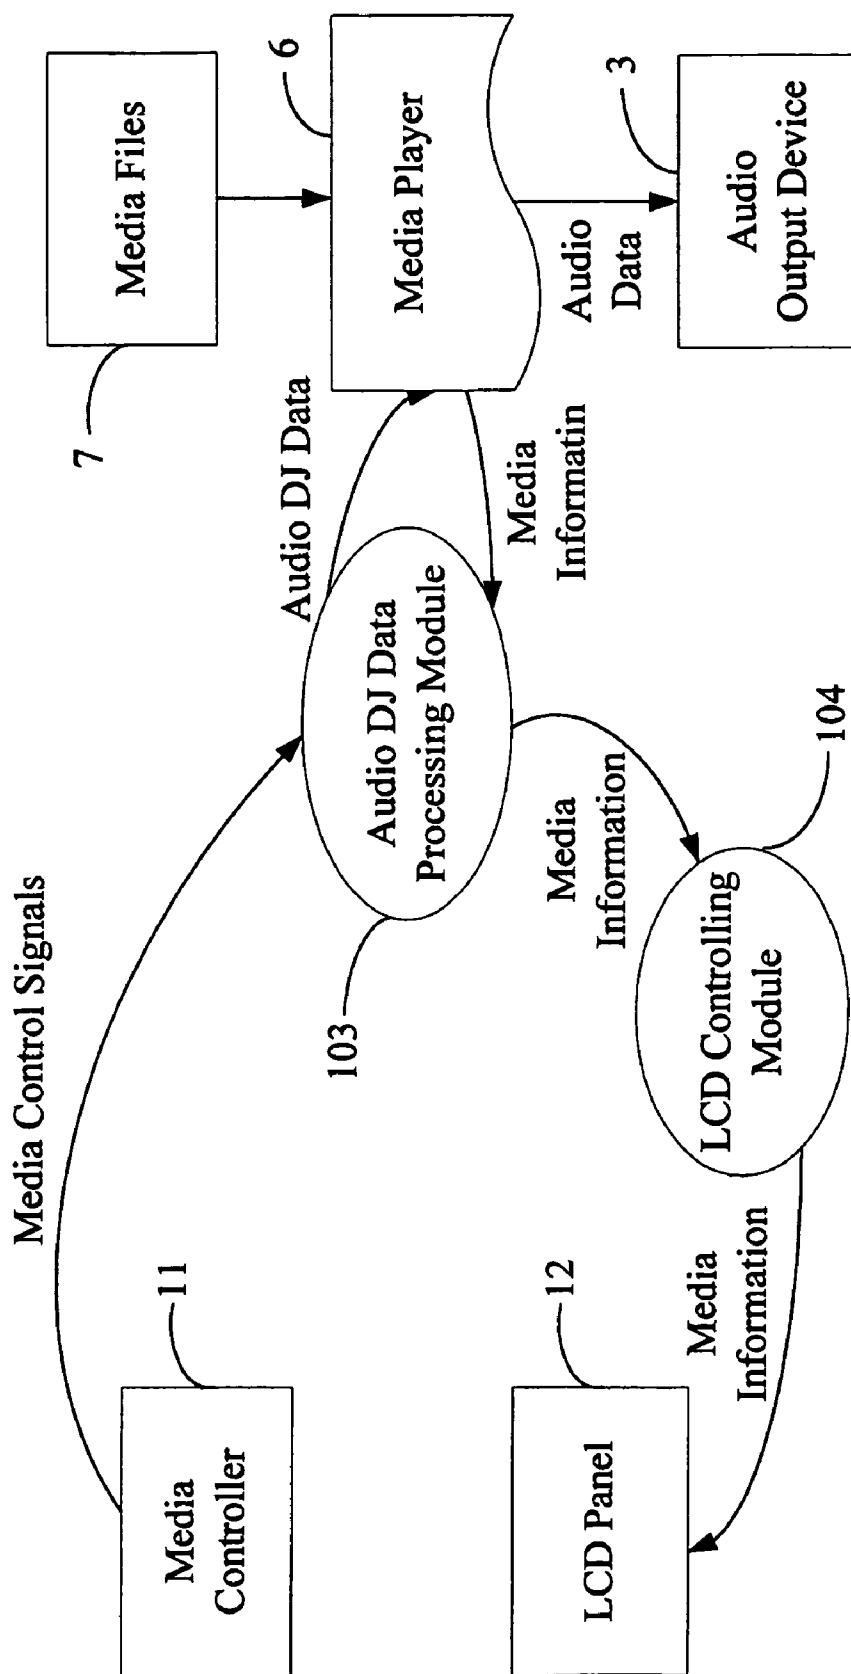 Media Control Signals
11
Media
Controller
12
LCD Panel
Media
Information
103
Audio DJ Data
Processing Module
Media
Information
104
LCD Controlling
Module
Audio DJ Data
Media
Informatin
7
Media Files
6
Media Player
Audio
Data
3
Audio
Output Device